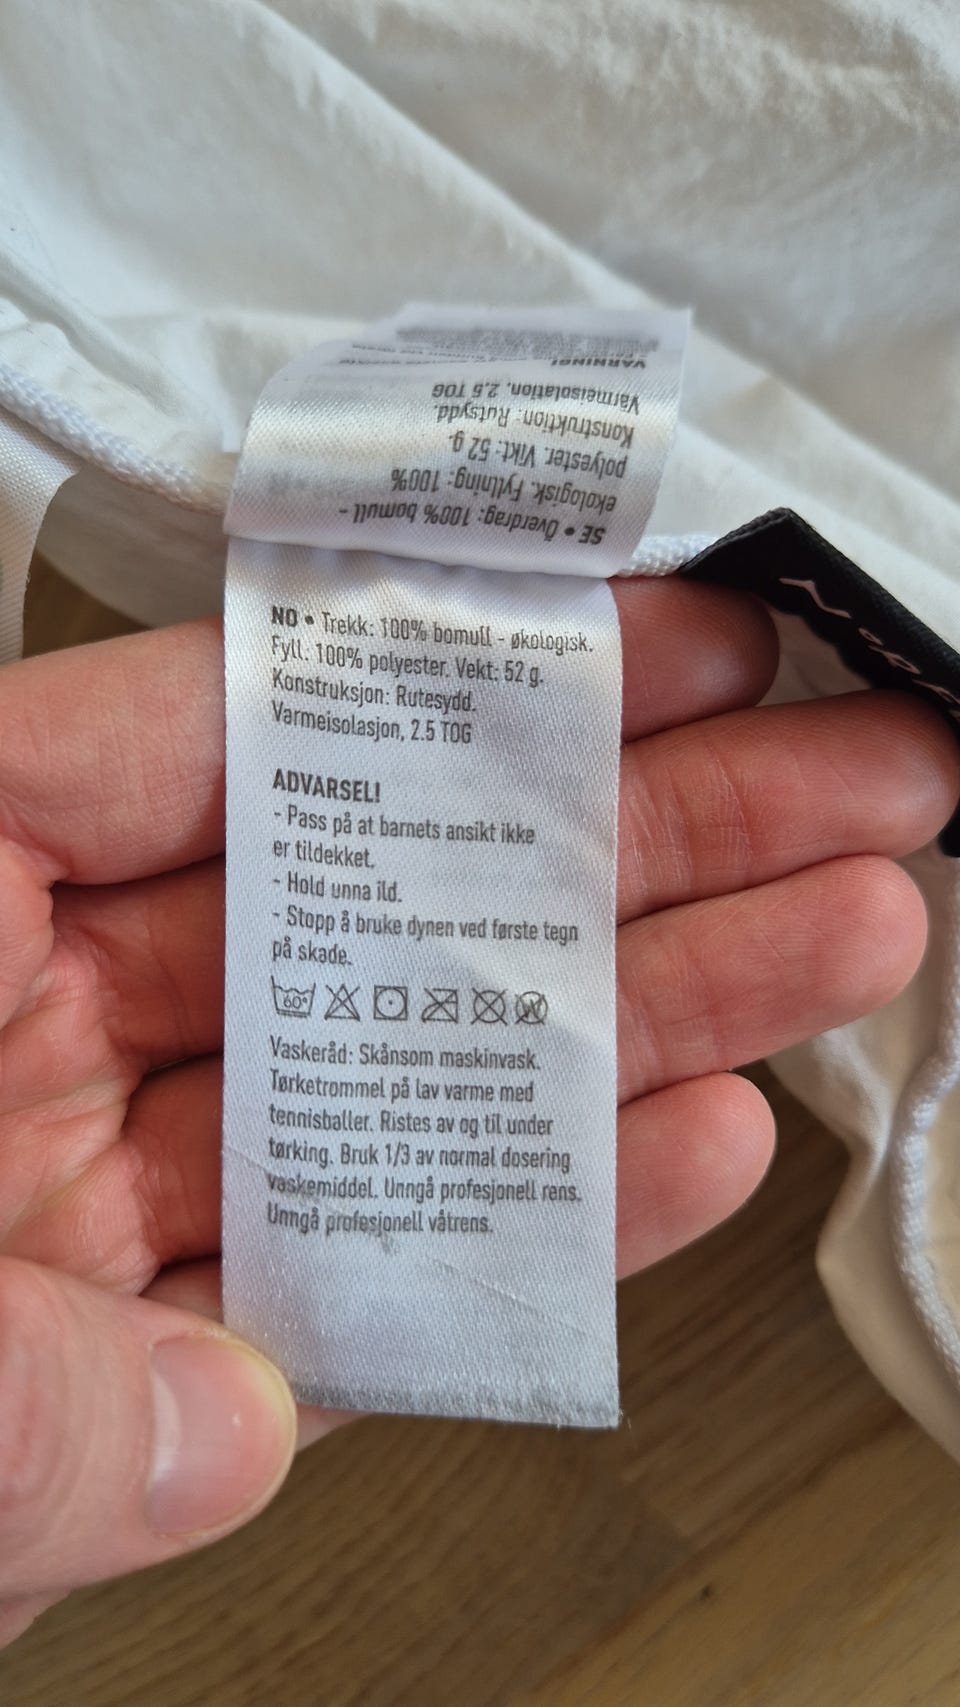 VARNING!
Värmeisolation, 2.5 TOG
Konstruktion: Rutsydd.
polyester. Vikt: 52 g.
ekologisk. Fyllning: 100%
SE • Överdrag: 100% bomull -
NO • Trekk: 100% bomull - økologisk.
Fyll: 100% polyester. Vekt: 52 g.
Konstruksjon: Rutesydd.
Varmeisolasjon, 2.5 TOG
ADVARSEL!
- Pass på at barnets ansikt ikke
er tildekket.
- Hold unna ild.
- Stopp å bruke dynen ved første tegn
på skade.
60° W
Vaskeråd: Skånsom maskinvask.
Tørketrommel på lav varme med
tennisballer. Ristes av og til under
tørking. Bruk 1/3 av normal dosering
vaskemiddel. Unngå profesjonell rens.
Unngå profesjonell våtrens.